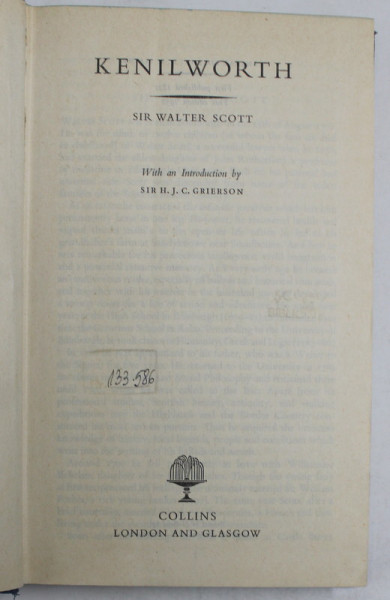 KENILWORTH
SIR WALTER SCOTT
With an Introduction by
SIR H. J. C. GRIERSON
133.586
COLLINS
LONDON AND GLASGOW